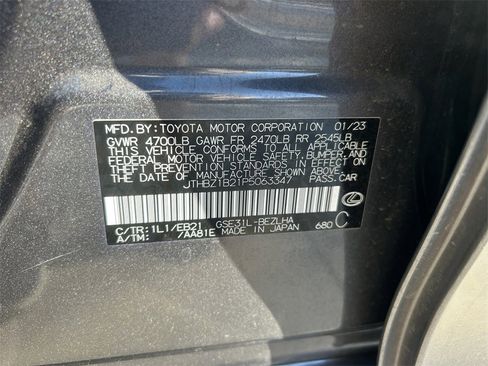 MFD.BY:TOYOTA MOTOR CORPORATION 01/23
GVWR 4700LB GAWR FR 2470LB RR 2545LB
THIS VEHICLE CONFORMS TO ALL APPLICABLE
FEDERAL MOTOR VEHICLE SAFETY, BUMPER, AND
THEFT PREVENTION STANDARDS IN EFFECT ON
THE DATE OF MANUFACTURE SHOWN ABOVE.
JTHBZ1B21P5063347 PASS.CAR
C/TR:1L1/EB21 GSE31L-BEZLHA 680 C
A/TM: /AA81E MADE IN JAPAN